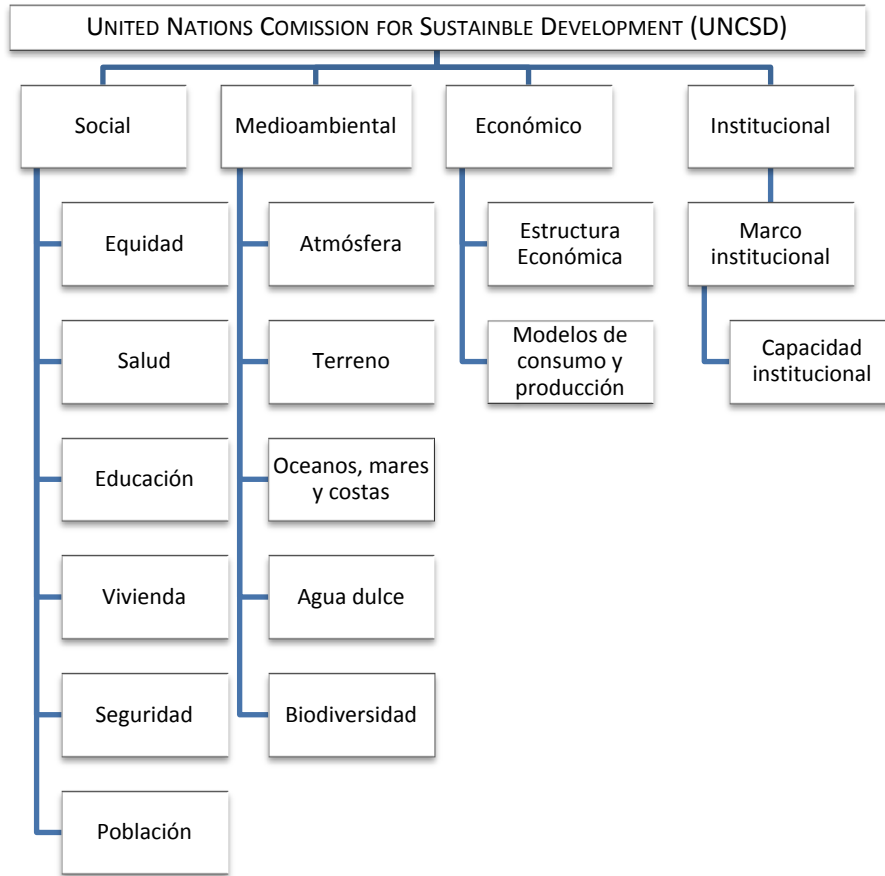 UNITED NATIONS COMISSION FOR SUSTAINBLE DEVELOPMENT (UNCSD)
Social
Medioambiental
Económico
Institucional
Equidad
Atmósfera
Estructura
Económica
Marco
institucional
Salud
Terreno
Modelos de
consumo y
producción
Capacidad
institucional
Educación
Oceanos, mares
y costas
Vivienda
Agua dulce
Seguridad
Biodiversidad
Población